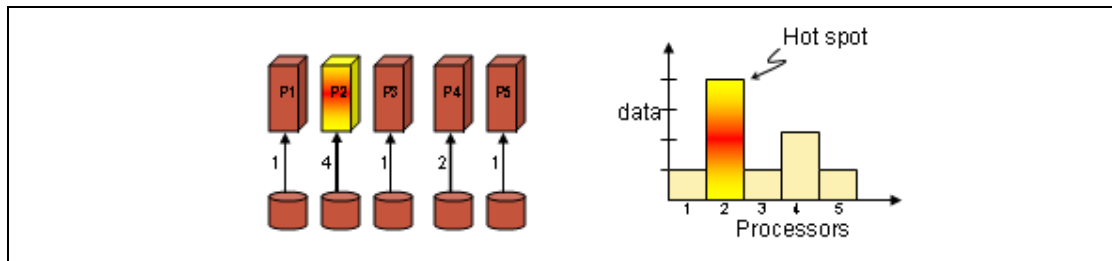 P1 P2 P3 P4 P5
1 4 1 2 1
Hot spot
data
1 2 3 4 5
Processors